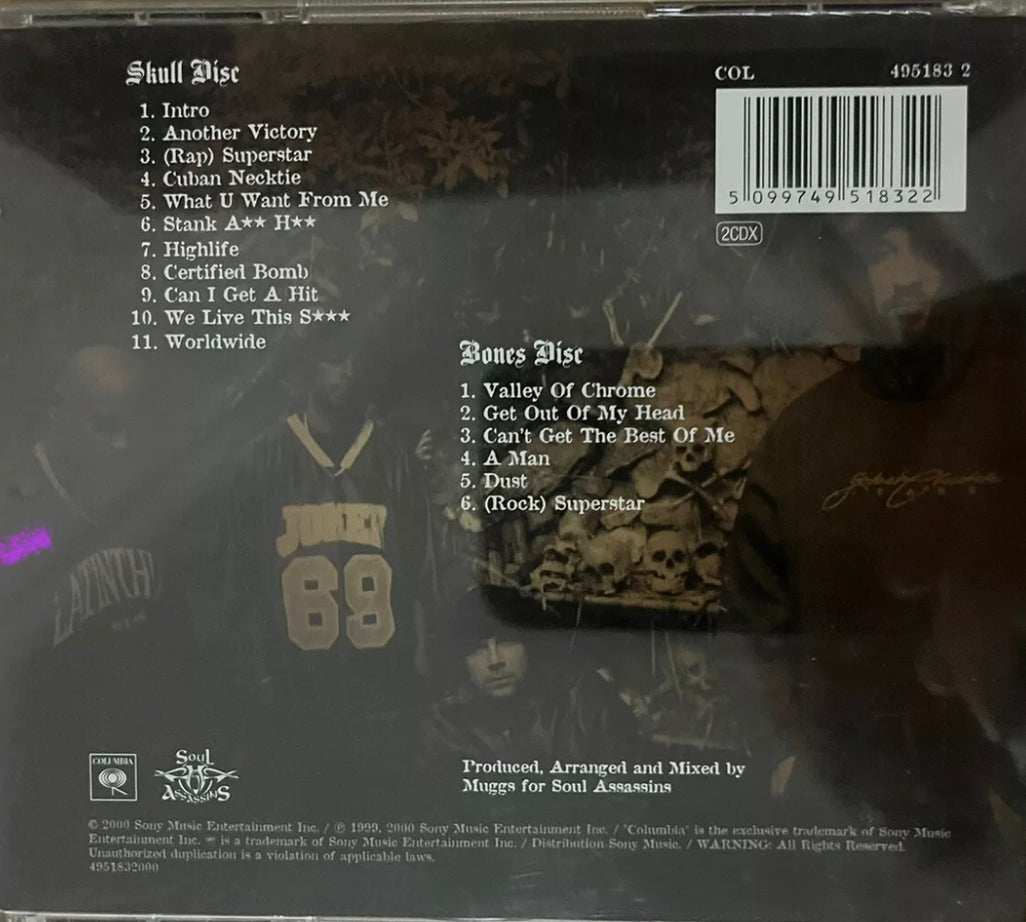 Skull Disc
1. Intro
2. Another Victory
3. (Rap) Superstar
4. Cuban Necktie
5. What U Want From Me
6. Stank A★★ H★★
7. Highlife
8. Certified Bomb
9. Can I Get A Hit
10. We Live This S★★★
11. Worldwide
COL 495183 2
5 099749 518322
2CDX
Bones Disc
1. Valley Of Chrome
2. Get Out Of My Head
3. Can't Get The Best Of Me
4. A Man
5. Dust
6. (Rock) Superstar
JOKER
69
COLUMBIA
Soul
Assassins
Produced, Arranged and Mixed by
Muggs for Soul Assassins
© 2000 Sony Music Entertainment Inc. / ℗ 1999, 2000 Sony Music Entertainment Inc. / "Columbia" is the exclusive trademark of Sony Music
Entertainment Inc. is a trademark of Sony Music Entertainment Inc. / Distribution Sony Music. / WARNING: All Rights Reserved.
Unauthorized duplication is a violation of applicable laws.
4951832000